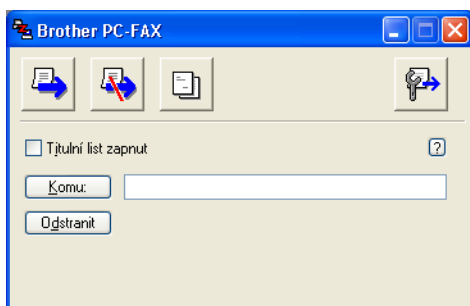 Brother PC-FAX
Titulní list zapnut
?
Komu:
Odstranit